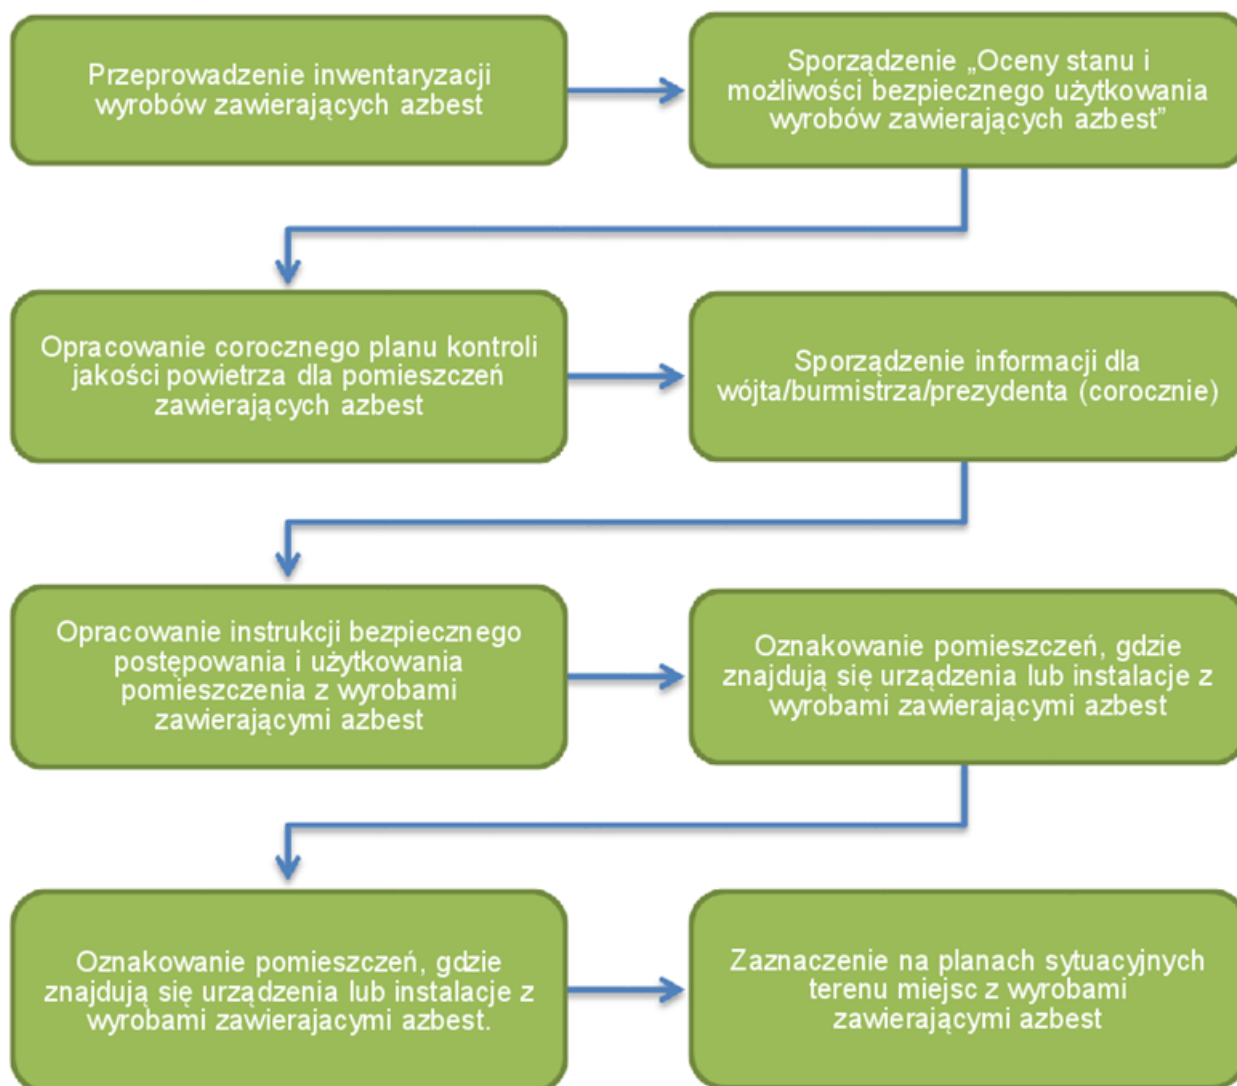 Przeprowadzenie inwentaryzacji
wyrobów zawierających azbest
Sporządzenie „Oceny stanu i
możliwości bezpiecznego użytkowania
wyrobów zawierających azbest”
Opracowanie corocznego planu kontroli
jakości powietrza dla pomieszczeń
zawierających azbest
Sporządzenie informacji dla
wójta/burmistrza/prezydenta (corocznie)
Opracowanie instrukcji bezpiecznego
postępowania i użytkowania
pomieszczenia z wyrobami
zawierającymi azbest
Oznakowanie pomieszczeń, gdzie
znajdują się urządzenia lub instalacje z
wyrobami zawierającymi azbest
Oznakowanie pomieszczeń, gdzie
znajdują się urządzenia lub instalacje z
wyrobami zawierajacymi azbest.
Zaznaczenie na planach sytuacyjnych
terenu miejsc z wyrobami
zawierającymi azbest